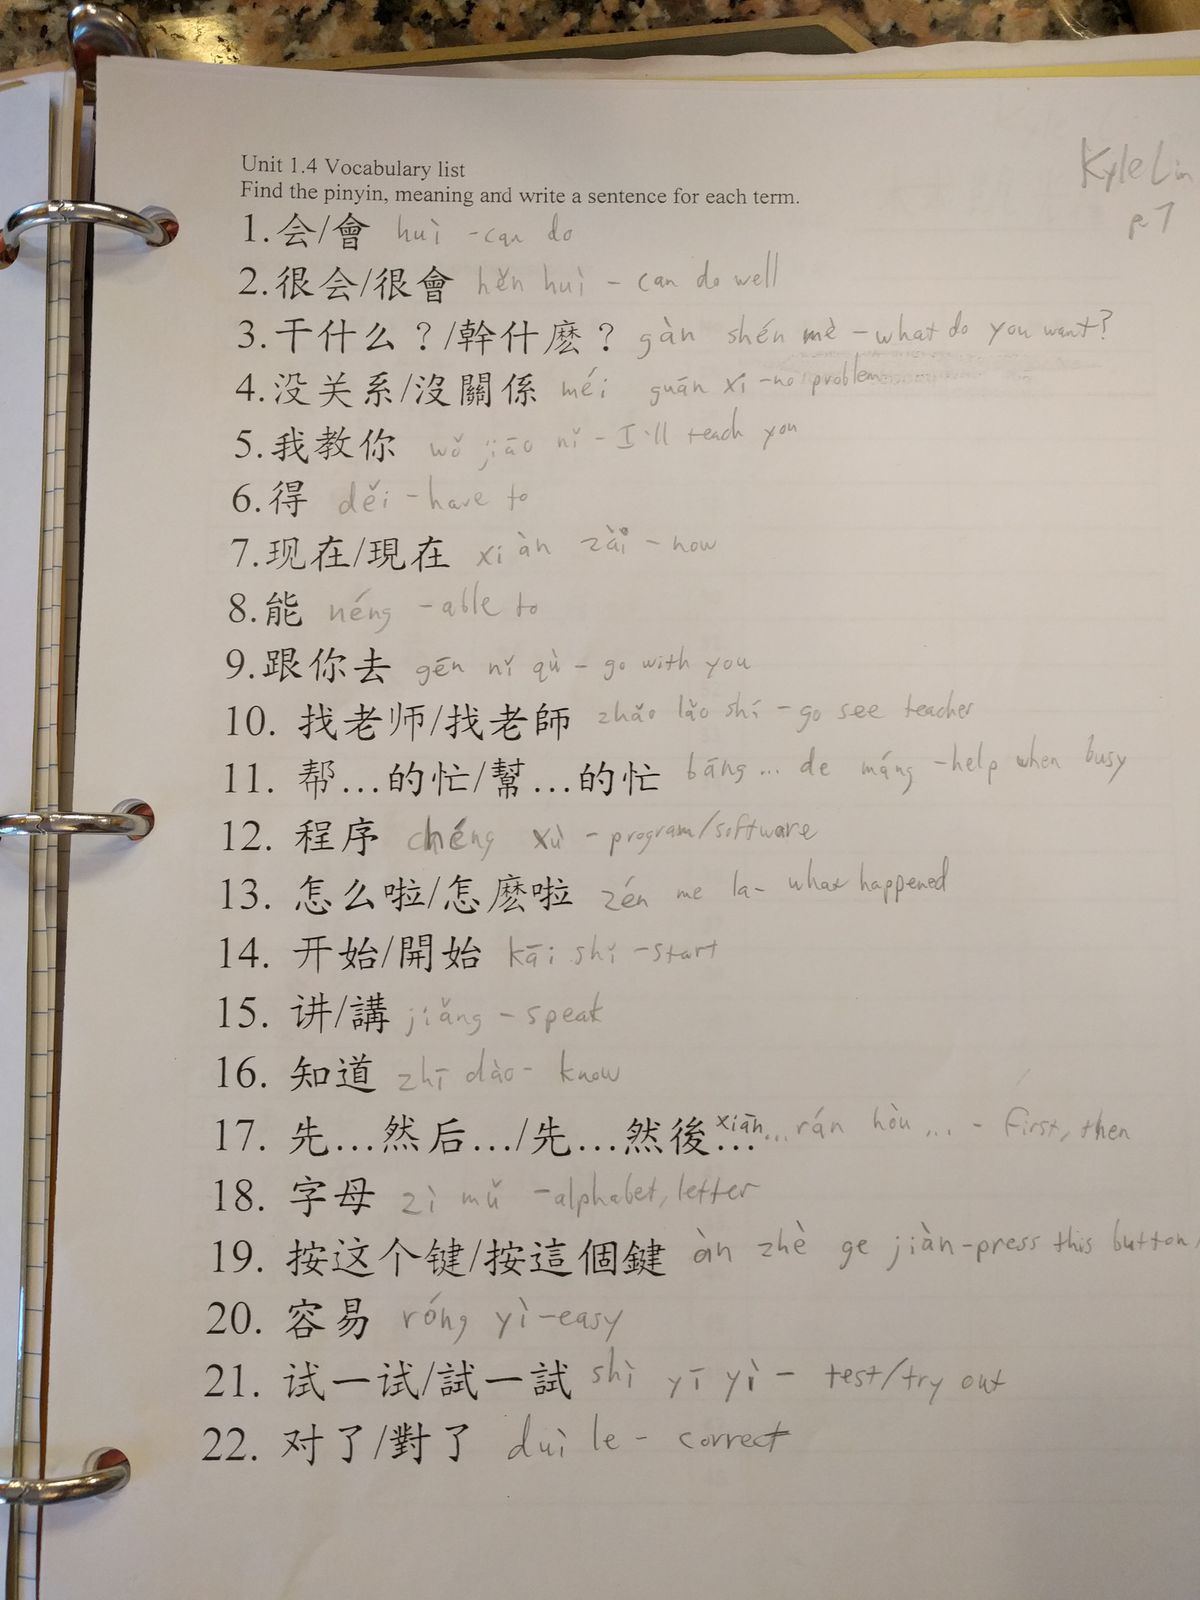 Kyle Lin
p 7
Unit 1.4 Vocabulary list
Find the pinyin, meaning and write a sentence for each term.
1.会/會 huì -can do
2.很会/很會 hěn huì - can do well
3.干什么？/幹什麽？ gàn shén mè - what do you want?
4.没关系/沒關係 méi guān xi - no problem
5.我教你 wǒ jiāo nǐ - I'll teach you
6.得 děi - have to
7.现在/現在 xiàn zài - now
8.能 néng - able to
9.跟你去 gēn nǐ qù - go with you
10. 找老师/找老師 zhǎo lǎo shí - go see teacher
11. 帮...的忙/幫...的忙 bāng... de máng - help when busy
12. 程序 chéng xù - program/software
13. 怎么啦/怎麽啦 zén me la- what happened
14. 开始/開始 kāi shǐ - start
15. 讲/講 jiǎng - speak
16. 知道 zhī dào - know
17. 先...然后.../先...然後... xiān... rán hòu ... - first, then
18. 字母 zì mǔ - alphabet, letter
19. 按这个键/按這個鍵 àn zhè ge jiàn - press this button
20. 容易 róng yì - easy
21. 试一试/試一試 shì yī yì - test/try out
22. 对了/對了 duì le - correct